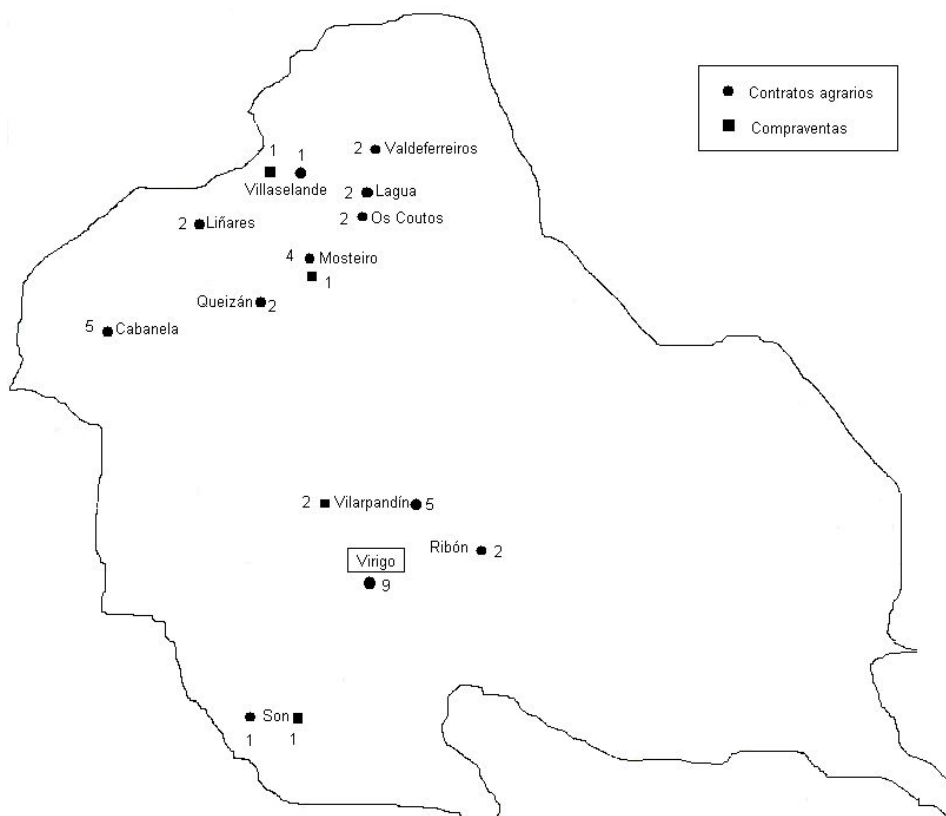 Contratos agrarios
Compraventas
1
1
Villaselande
2 Valdeferreiros
2 Lagua
2 Os Coutos
2 Liñares
4 Mosteiro
1
Queizán 2
5 Cabanela
2 Vilarpandín 5
Ribón 2
Virigo
9
Son
1 1